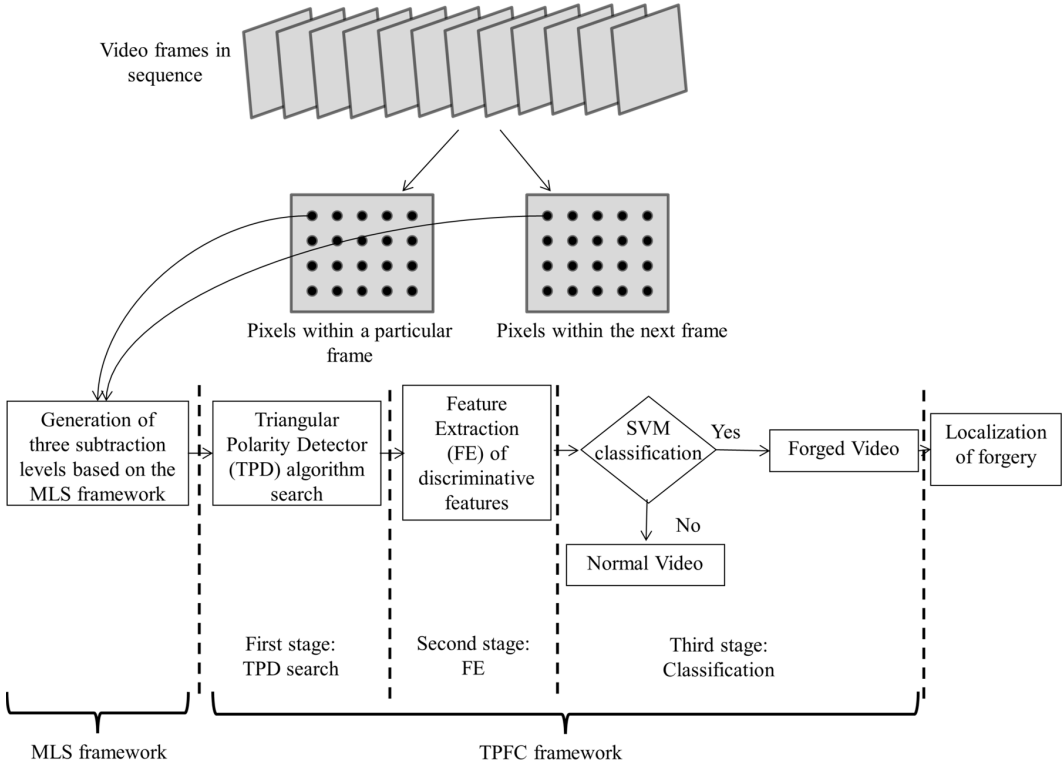 Video frames in
sequence
Pixels within a particular
frame
Pixels within the next frame
Generation of
three subtraction
levels based on the
MLS framework
Triangular
Polarity Detector
(TPD) algorithm
search
Feature
Extraction
(FE) of
discriminative
features
SVM
classification
Yes
No
Normal Video
Forged Video
Localization
of forgery
First stage:
TPD search
Second stage:
FE
Third stage:
Classification
MLS framework
TPFC framework